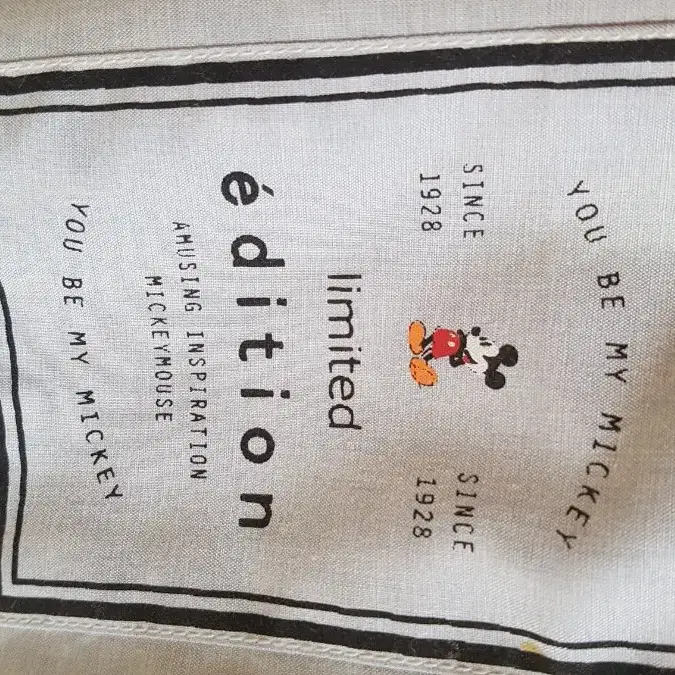 YOU BE MY MICKEY
SINCE
1928
SINCE
1928
limited
édition
AMUSING INSPIRATION
MICKEYMOUSE
YOU BE MY MICKEY